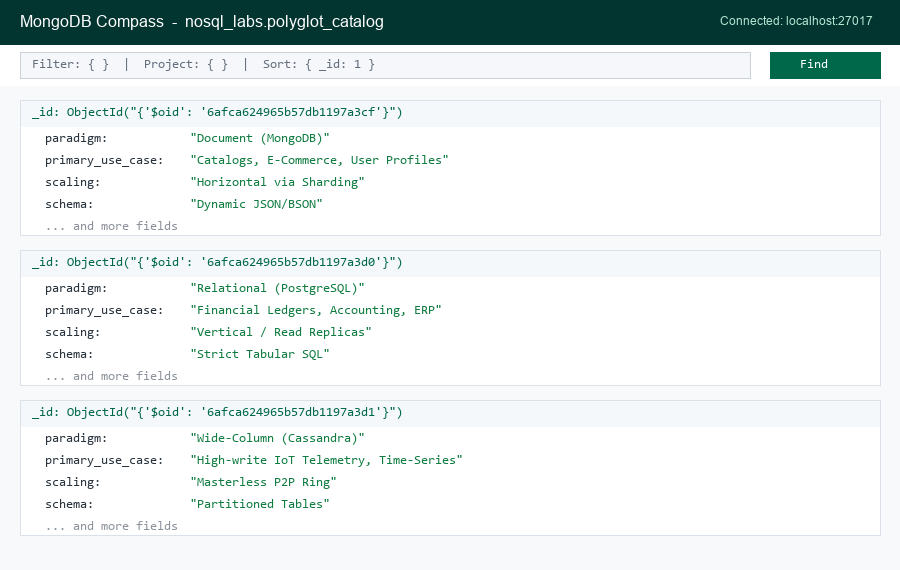 MongoDB Compass - nosql_labs.polyglot_catalog
Connected: localhost:27017
Filter: { } | Project: { } | Sort: { _id: 1 }
Find
_id: ObjectId("{'$oid': '6afca624965b57db1197a3cf'}")
paradigm: "Document (MongoDB)"
primary_use_case: "Catalogs, E-Commerce, User Profiles"
scaling: "Horizontal via Sharding"
schema: "Dynamic JSON/BSON"
... and more fields
_id: ObjectId("{'$oid': '6afca624965b57db1197a3d0'}")
paradigm: "Relational (PostgreSQL)"
primary_use_case: "Financial Ledgers, Accounting, ERP"
scaling: "Vertical / Read Replicas"
schema: "Strict Tabular SQL"
... and more fields
_id: ObjectId("{'$oid': '6afca624965b57db1197a3d1'}")
paradigm: "Wide-Column (Cassandra)"
primary_use_case: "High-write IoT Telemetry, Time-Series"
scaling: "Masterless P2P Ring"
schema: "Partitioned Tables"
... and more fields